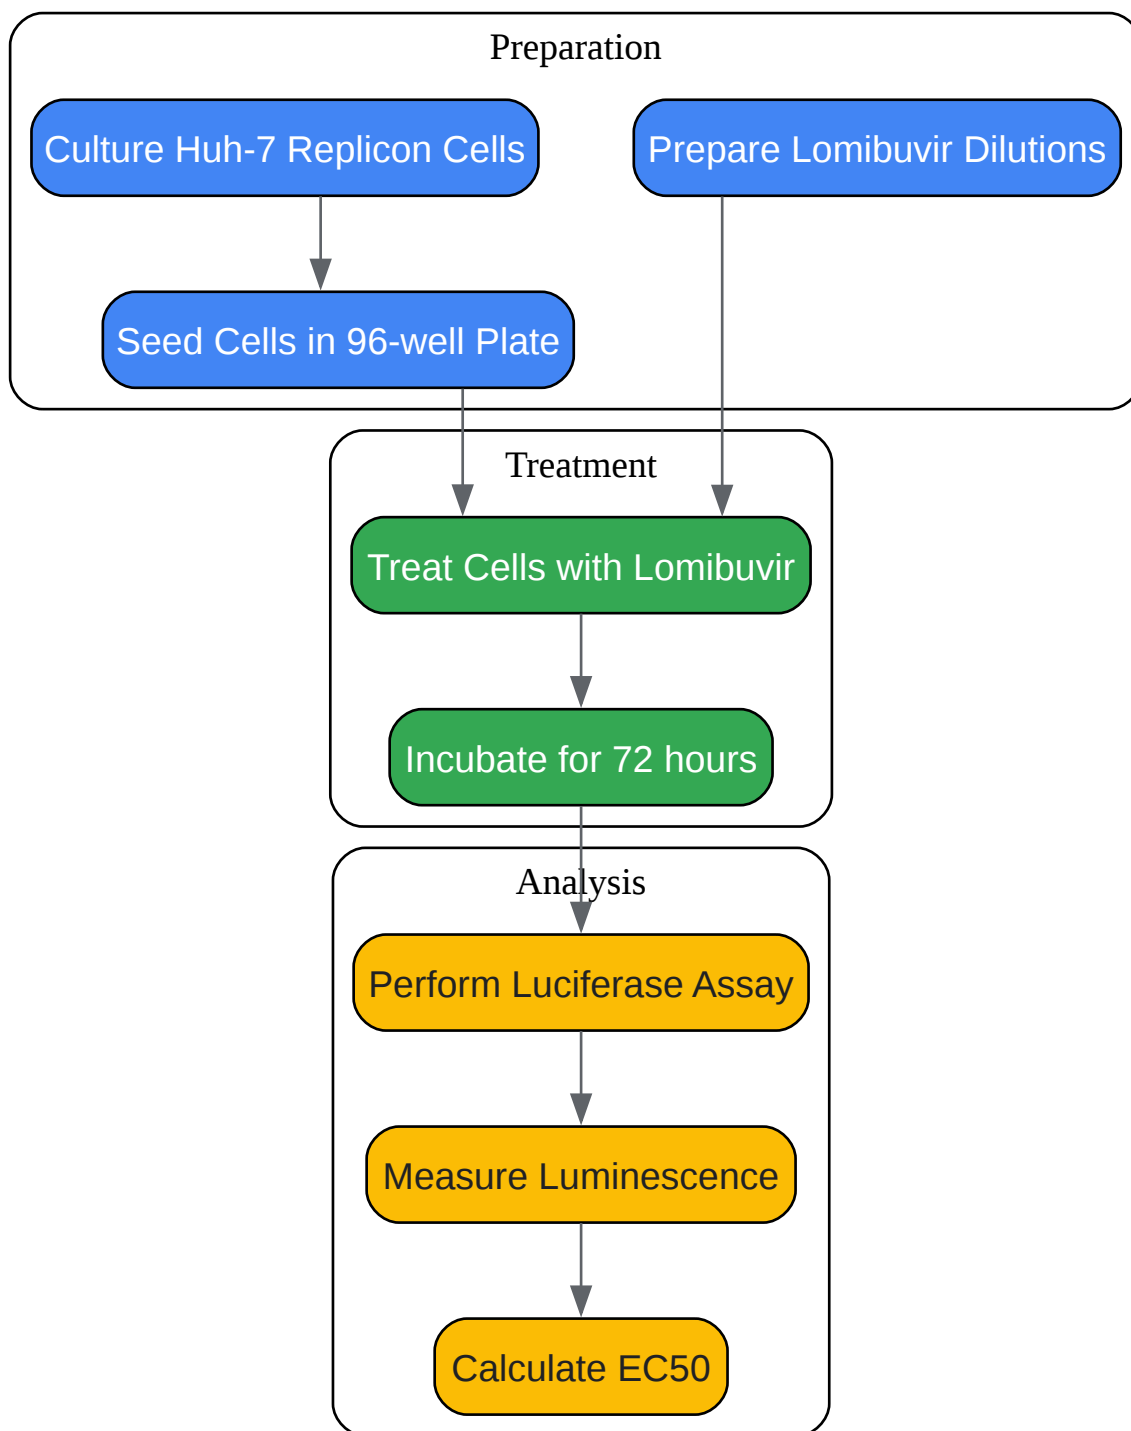 Preparation
Culture Huh-7 Replicon Cells
Prepare Lomibuvir Dilutions
Seed Cells in 96-well Plate
Treatment
Treat Cells with Lomibuvir
Incubate for 72 hours
Analysis
Perform Luciferase Assay
Measure Luminescence
Calculate EC50